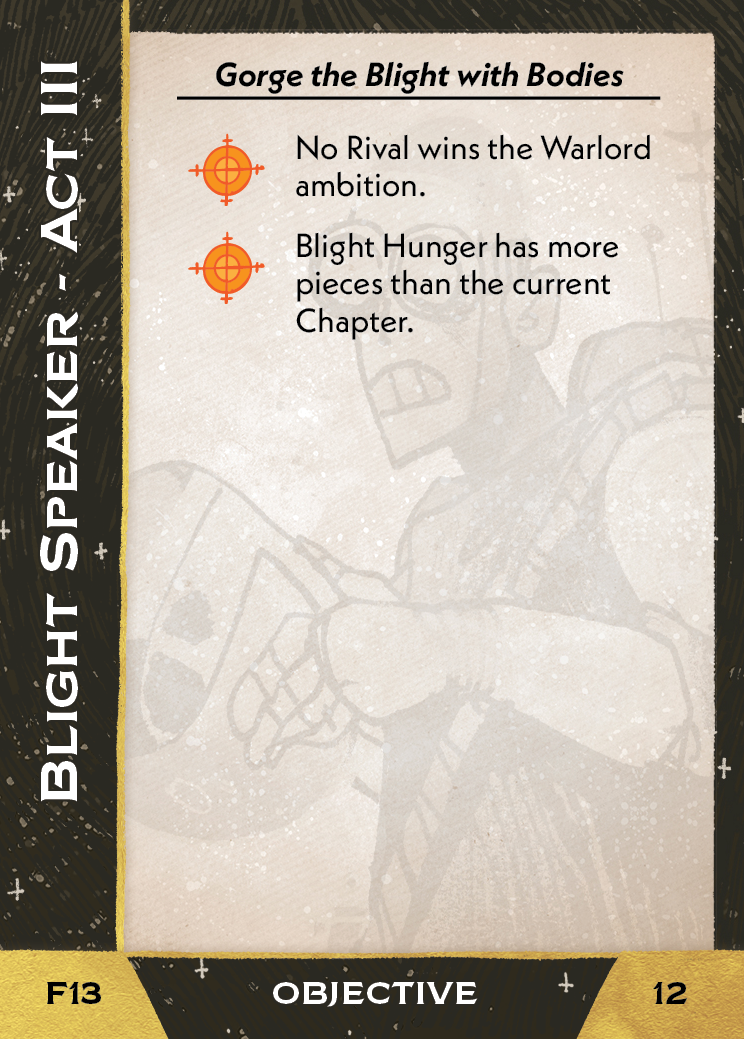 BLIGHT SPEAKER - ACT III
Gorge the Blight with Bodies
No Rival wins the Warlord
ambition.
Blight Hunger has more
pieces than the current
Chapter.
F13
OBJECTIVE
12